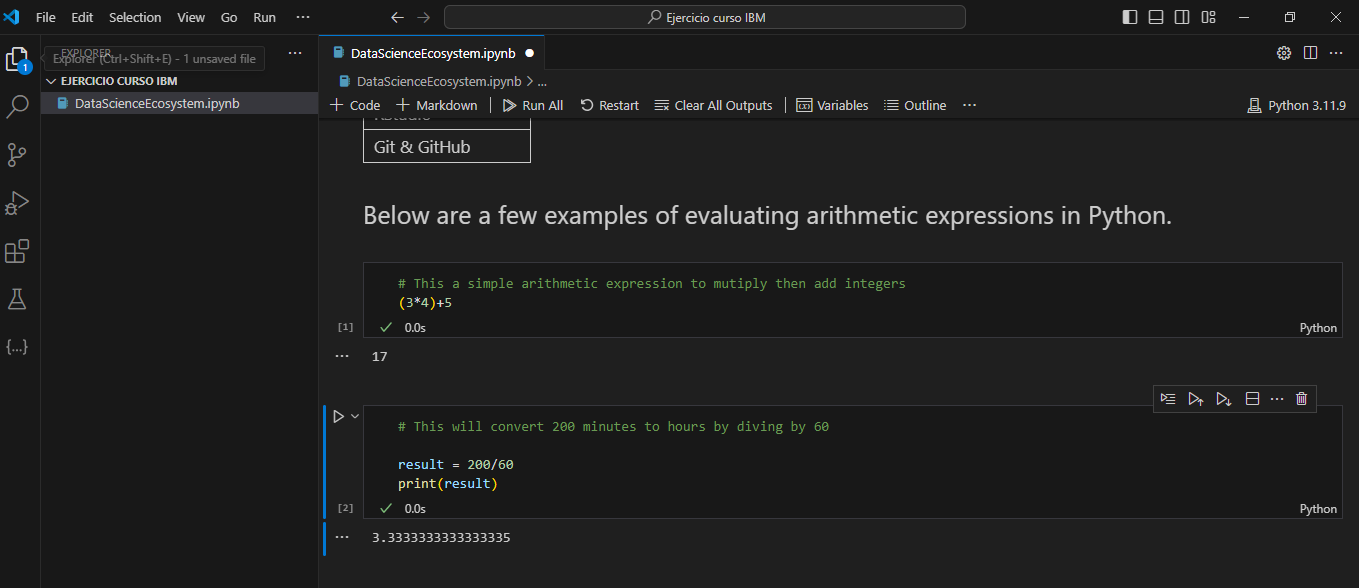 File Edit Selection View Go Run ...
Ejercicio curso IBM
EXPLORER
Explorer (Ctrl+Shift+E) - 1 unsaved file
1
EJERCICIO CURSO IBM
DataScienceEcosystem.ipynb
DataScienceEcosystem.ipynb
DataScienceEcosystem.ipynb > ...
+ Code + Markdown Run All Restart Clear All Outputs Variables Outline ... Python 3.11.9
RStudio
Git & GitHub
Below are a few examples of evaluating arithmetic expressions in Python.
# This a simple arithmetic expression to mutiply then add integers
(3*4)+5
[1] 0.0s Python
... 17
# This will convert 200 minutes to hours by diving by 60
result = 200/60
print(result)
[2] 0.0s Python
... 3.3333333333333335